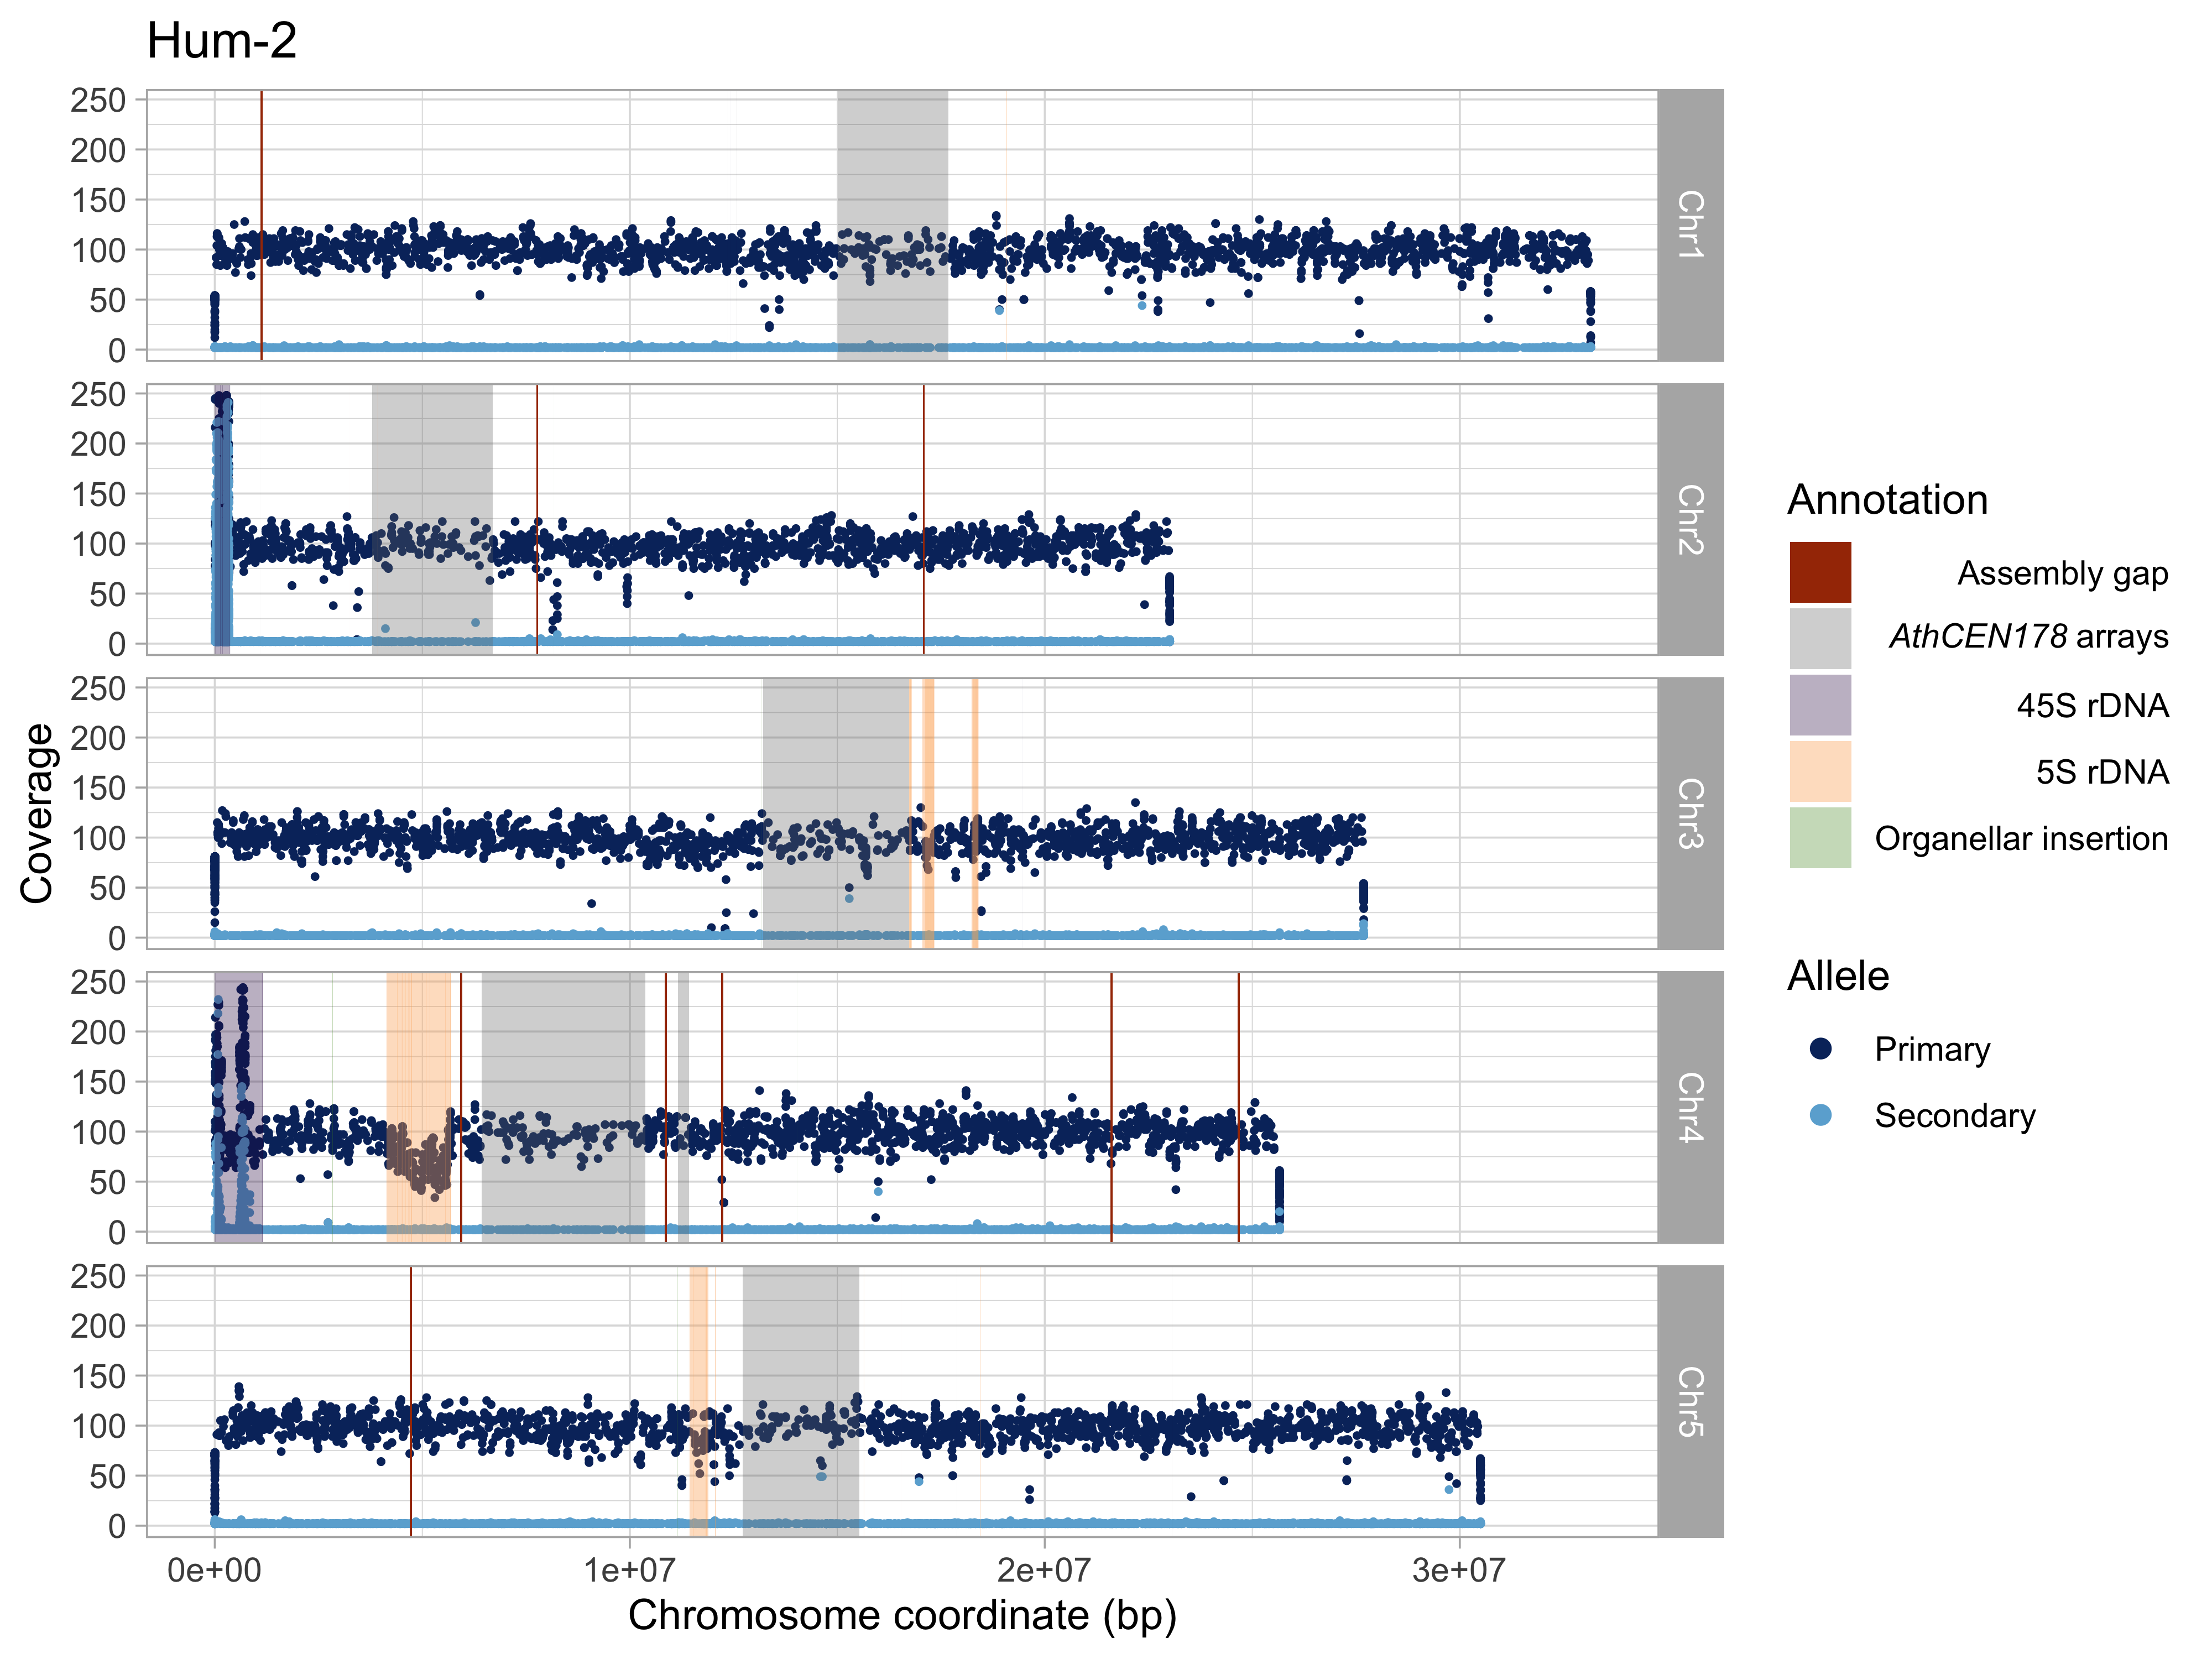 Hum-2
Coverage
250
200
150
100
50
0
Chr1
250
200
150
100
50
0
Chr2
250
200
150
100
50
0
Chr3
250
200
150
100
50
0
Chr4
250
200
150
100
50
0
Chr5
0e+00 1e+07 2e+07 3e+07
Chromosome coordinate (bp)
Annotation
Assembly gap
AthCEN178 arrays
45S rDNA
5S rDNA
Organellar insertion
Allele
Primary
Secondary